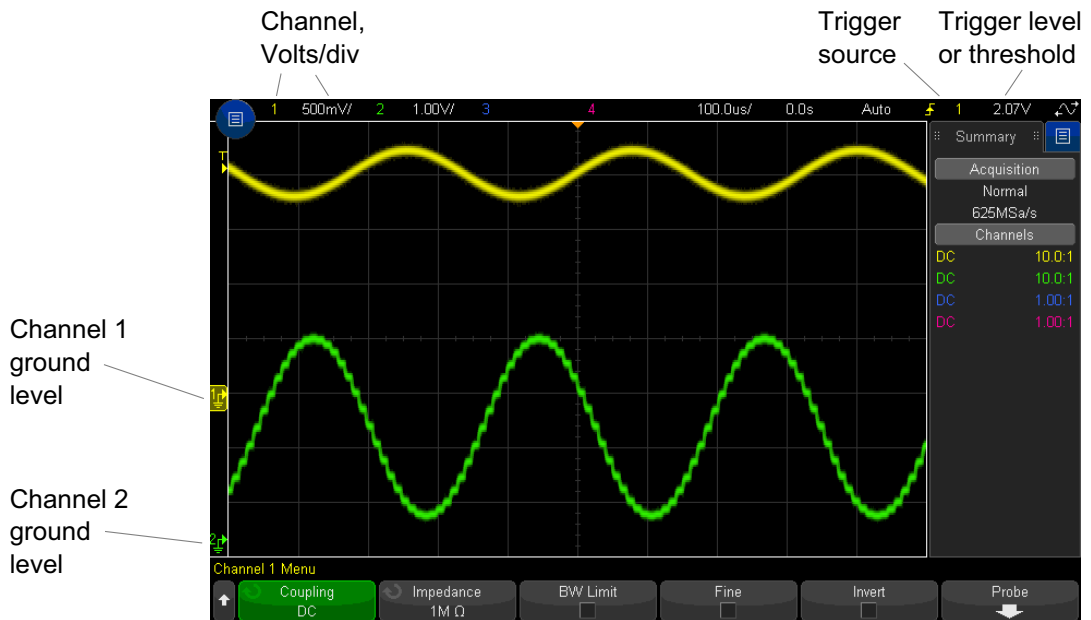 Channel,
Volts/div
Trigger
source
Trigger level
or threshold
1 500mV/ 2 1.00V/ 3 4 100.0us/ 0.0s Auto 1 2.07V
T
Summary
Acquisition
Normal
625MSa/s
Channels
DC 10.0:1
DC 10.0:1
DC 1.00:1
DC 1.00:1
Channel 1
ground
level
1
Channel 2
ground
level
2
Channel 1 Menu
Coupling
DC
Impedance
1M Ω
BW Limit
Fine
Invert
Probe